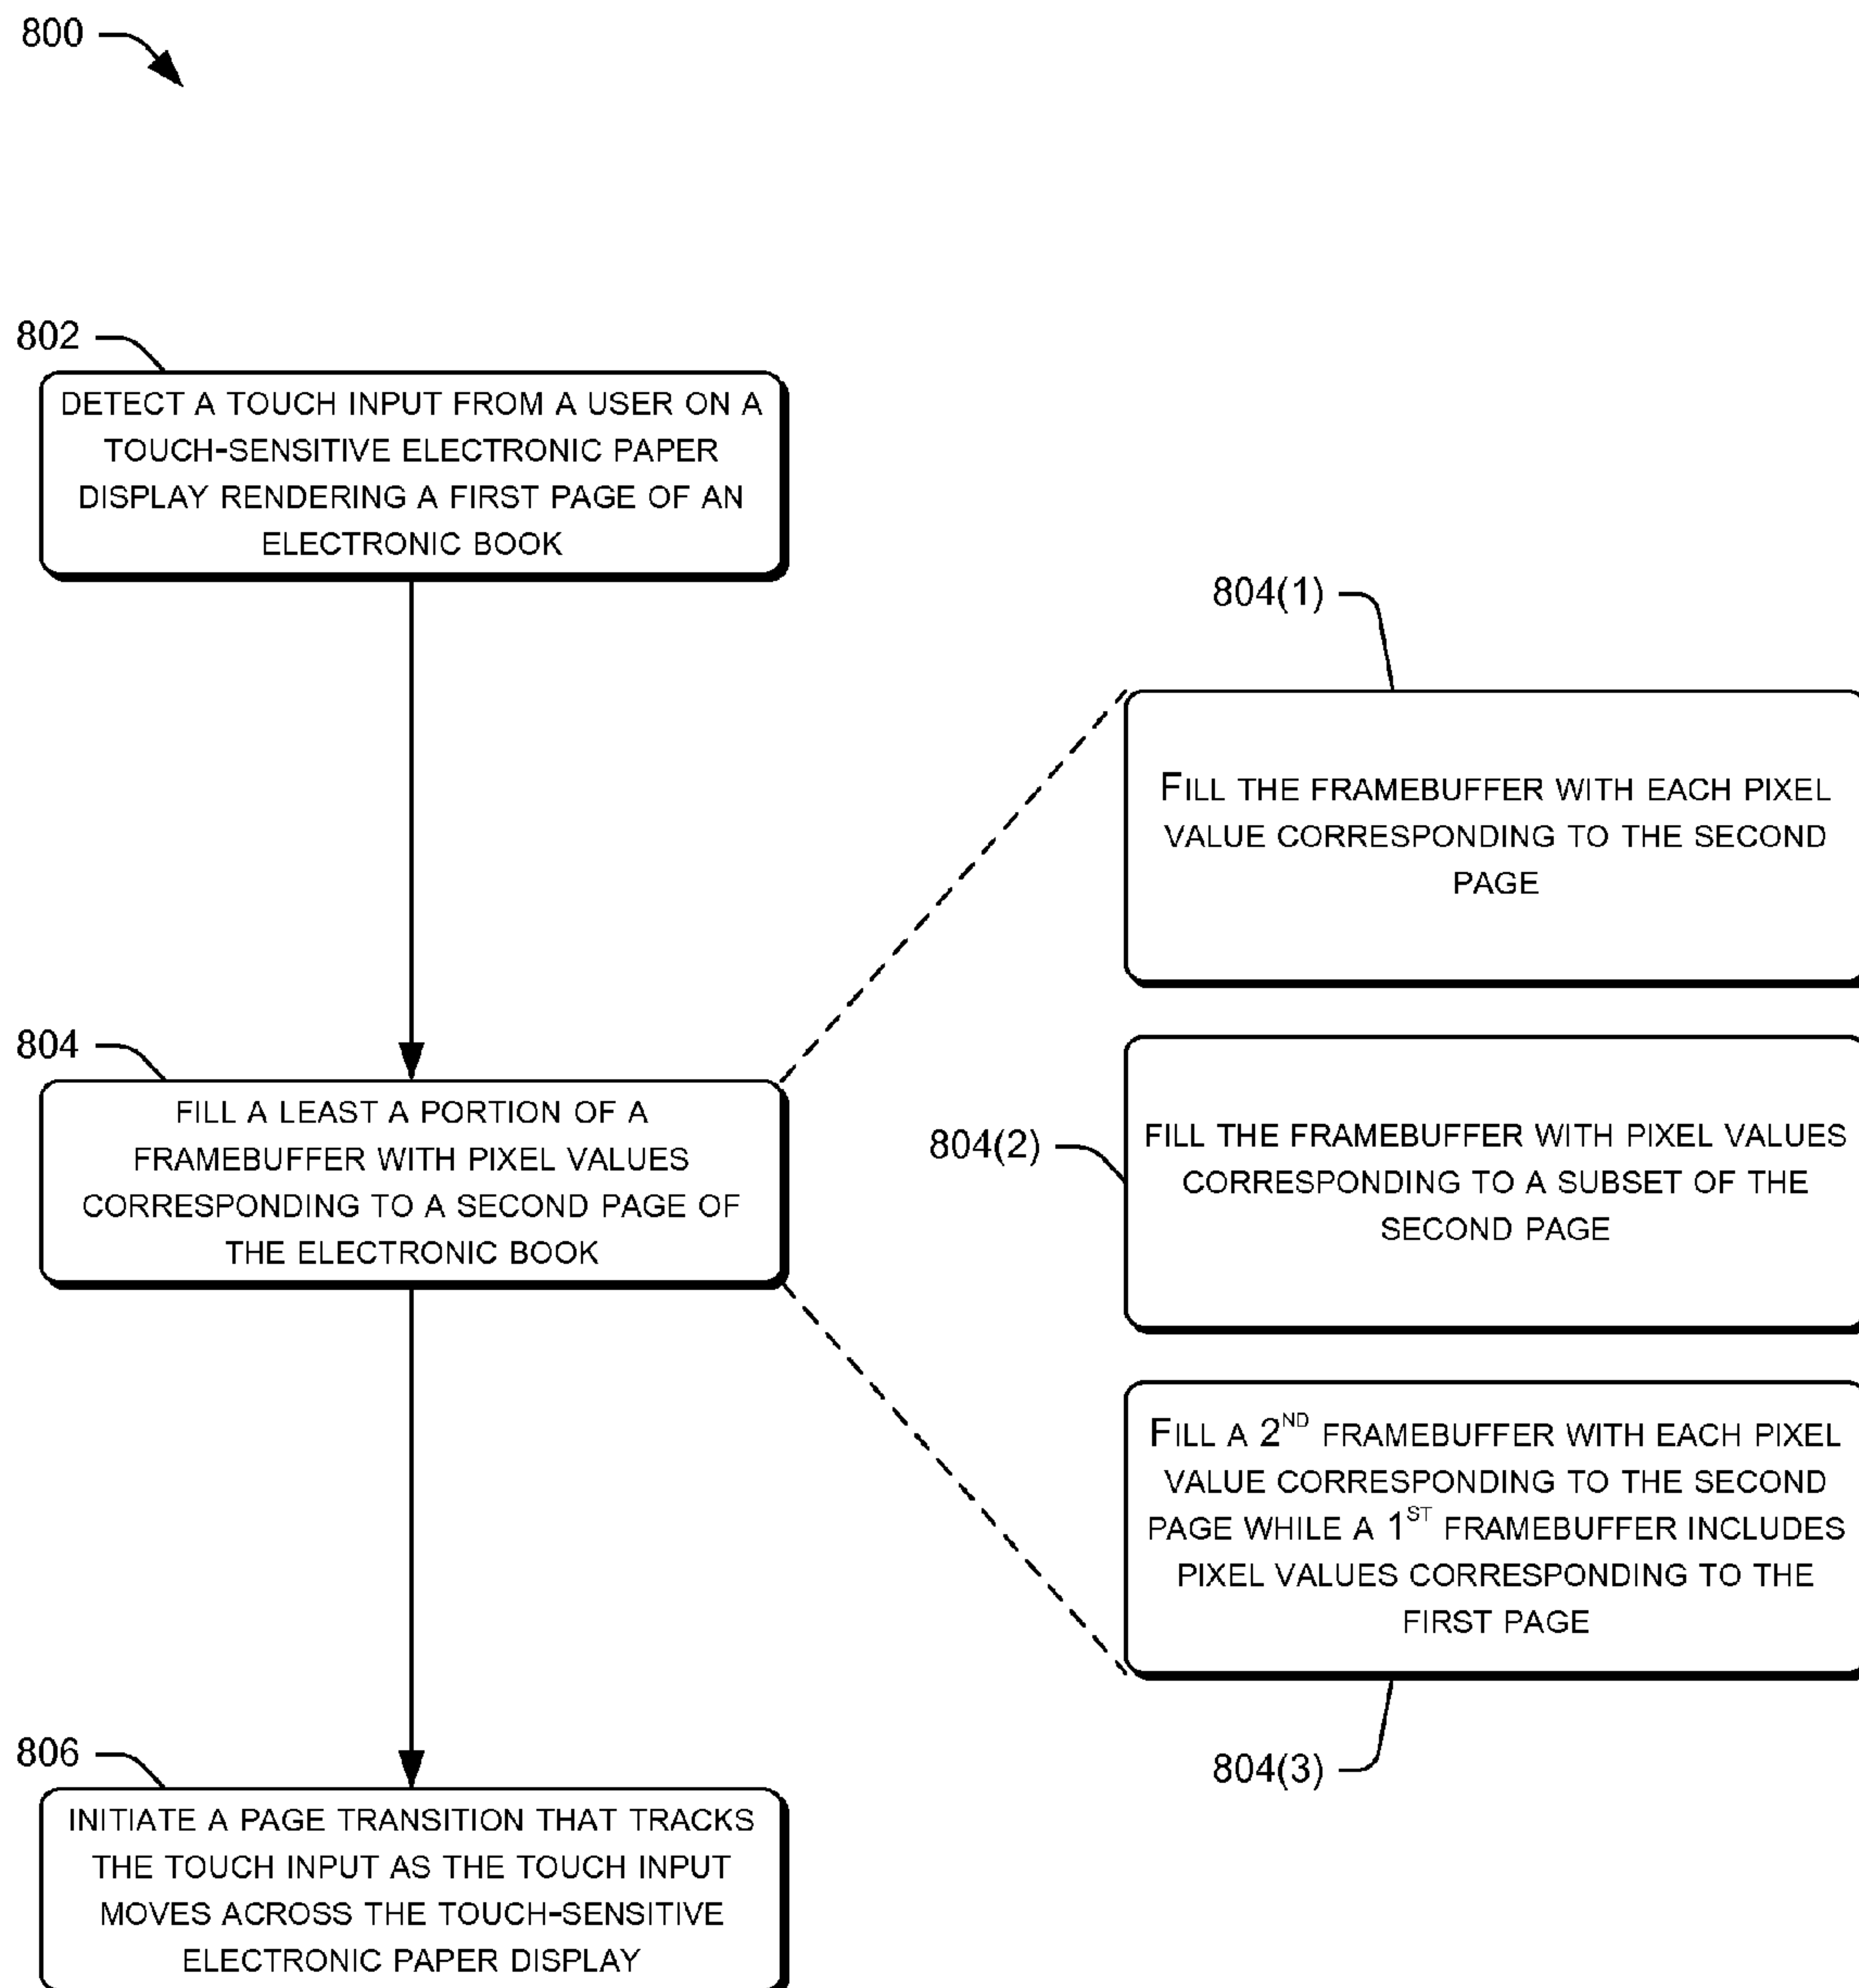 800
802
DETECT A TOUCH INPUT FROM A USER ON A
TOUCH-SENSITIVE ELECTRONIC PAPER
DISPLAY RENDERING A FIRST PAGE OF AN
ELECTRONIC BOOK
804
FILL A LEAST A PORTION OF A
FRAMEBUFFER WITH PIXEL VALUES
CORRESPONDING TO A SECOND PAGE OF
THE ELECTRONIC BOOK
804(1)
FILL THE FRAMEBUFFER WITH EACH PIXEL
VALUE CORRESPONDING TO THE SECOND
PAGE
804(2)
FILL THE FRAMEBUFFER WITH PIXEL VALUES
CORRESPONDING TO A SUBSET OF THE
SECOND PAGE
FILL A 2ND FRAMEBUFFER WITH EACH PIXEL
VALUE CORRESPONDING TO THE SECOND
PAGE WHILE A 1ST FRAMEBUFFER INCLUDES
PIXEL VALUES CORRESPONDING TO THE
FIRST PAGE
804(3)
806
INITIATE A PAGE TRANSITION THAT TRACKS
THE TOUCH INPUT AS THE TOUCH INPUT
MOVES ACROSS THE TOUCH-SENSITIVE
ELECTRONIC PAPER DISPLAY